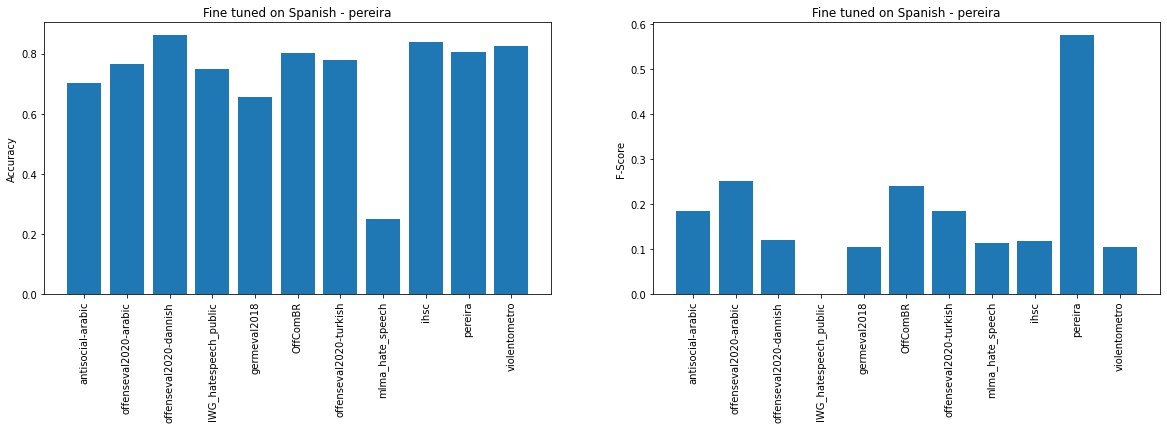 Fine tuned on Spanish - pereira
Accuracy
0.8
0.6
0.4
0.2
0.0
antisocial-arabic
offenseval2020-arabic
offenseval2020-dannish
IWG_hatespeech_public
germeval2018
OffComBR
offenseval2020-turkish
mlma_hate_speech
ihsc
pereira
violentometro
Fine tuned on Spanish - pereira
F-Score
0.6
0.5
0.4
0.3
0.2
0.1
0.0
antisocial-arabic
offenseval2020-arabic
offenseval2020-dannish
IWG_hatespeech_public
germeval2018
OffComBR
offenseval2020-turkish
mlma_hate_speech
ihsc
pereira
violentometro